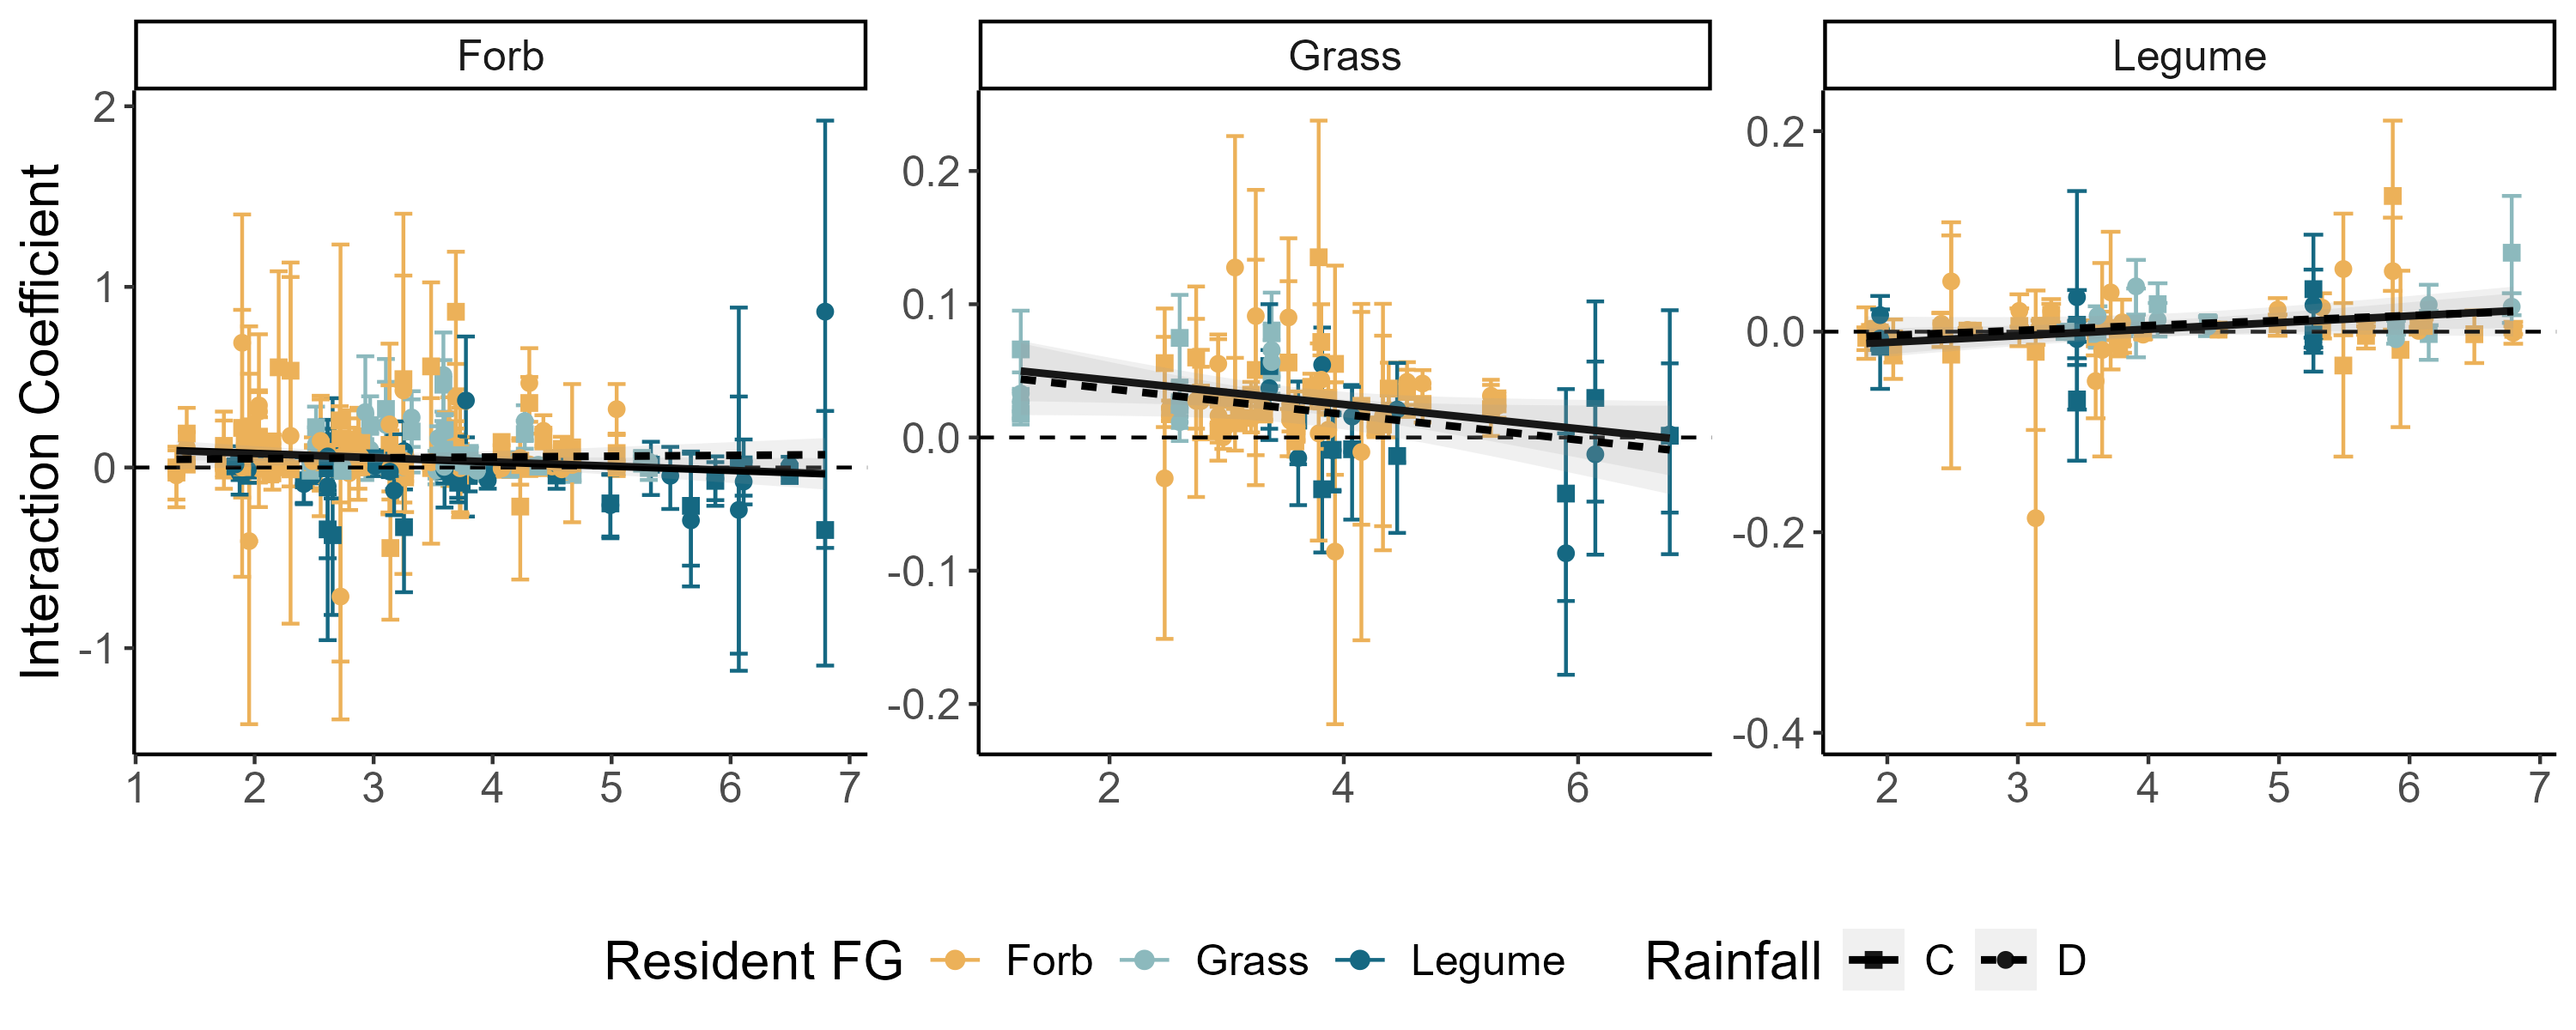 Forb Grass Legume
Interaction Coefficient
2
1
0
-1
1 2 3 4 5 6 7
0.2
0.1
0.0
-0.1
-0.2
2 4 6
0.2
0.0
-0.2
-0.4
2 3 4 5 6 7
Resident FG Forb Grass Legume Rainfall C D